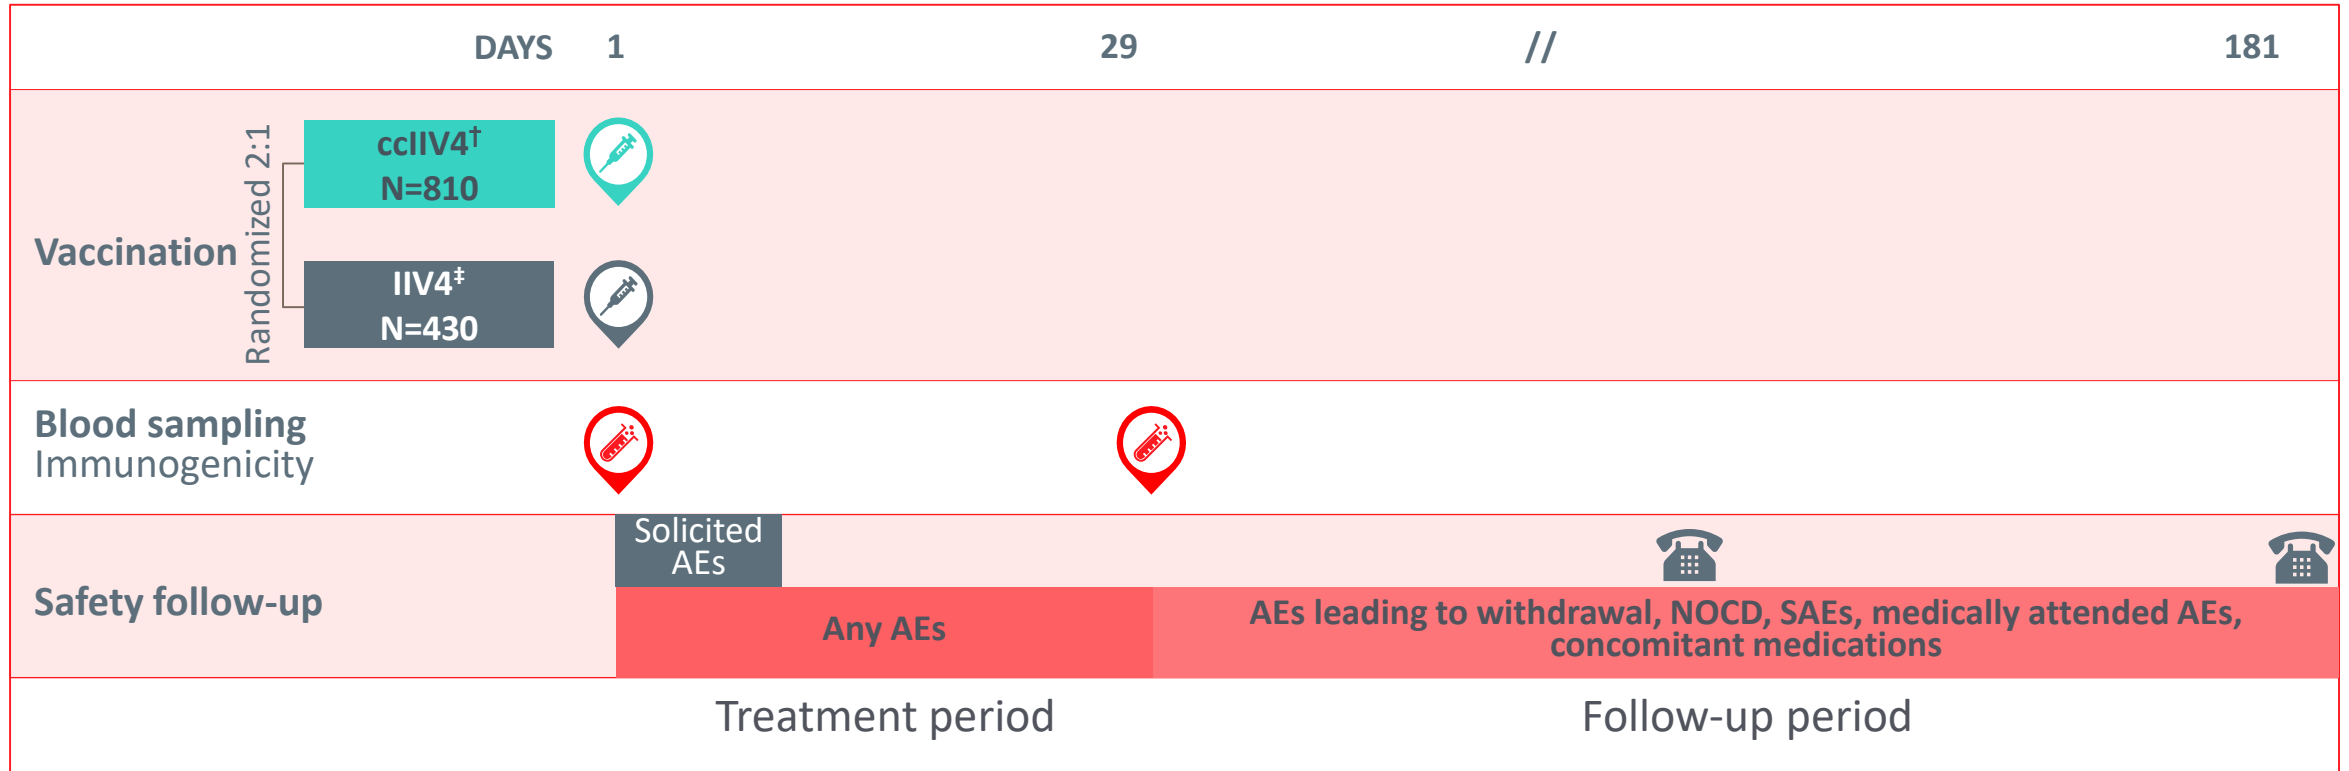 DAYS 1 29 // 181
Randomized 2:1
ccIIV4†
N=810
Vaccination
IIV4‡
N=430
Blood sampling
Immunogenicity
Solicited
AEs
Safety follow-up
Any AEs
AEs leading to withdrawal, NOCD, SAEs, medically attended AEs,
concomitant medications
Treatment period
Follow-up period